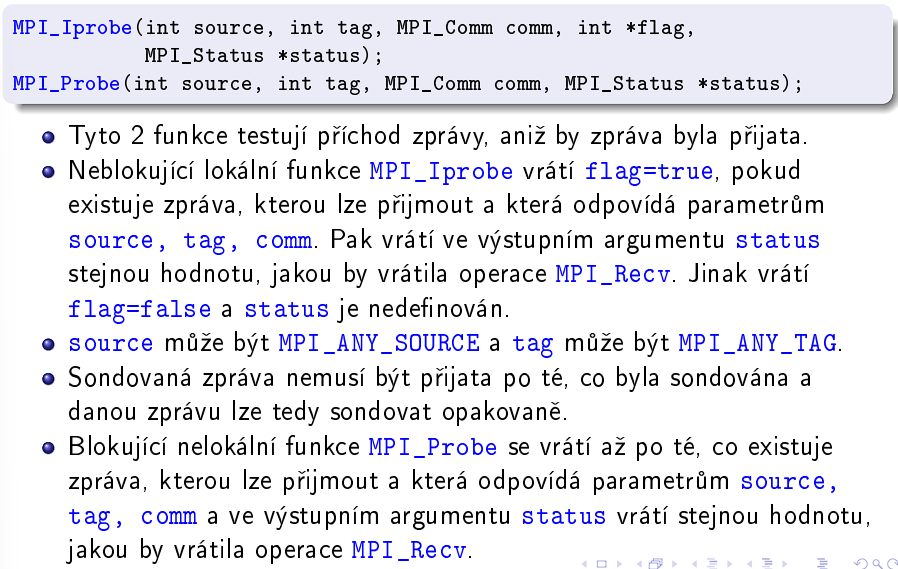 MPI_Iprobe(int source, int tag, MPI_Comm comm, int *flag,
MPI_Status *status);
MPI_Probe(int source, int tag, MPI_Comm comm, MPI_Status *status);
Tyto 2 funkce testují příchod zprávy, aniž by zpráva byla přijata.
Neblokující lokální funkce MPI_Iprobe vrátí flag=true, pokud
existuje zpráva, kterou lze přijmout a která odpovídá parametrům
source, tag, comm. Pak vrátí ve výstupním argumentu status
stejnou hodnotu, jakou by vrátila operace MPI_Recv. Jinak vrátí
flag=false a status je nedefinován.
source může být MPI_ANY_SOURCE a tag může být MPI_ANY_TAG.
Sondovaná zpráva nemusí být přijata po té, co byla sondována a
danou zprávu lze tedy sondovat opakovaně.
Blokující nelokální funkce MPI_Probe se vrátí až po té, co existuje
zpráva, kterou lze přijmout a která odpovídá parametrům source,
tag, comm a ve výstupním argumentu status vrátí stejnou hodnotu,
jakou by vrátila operace MPI_Recv.